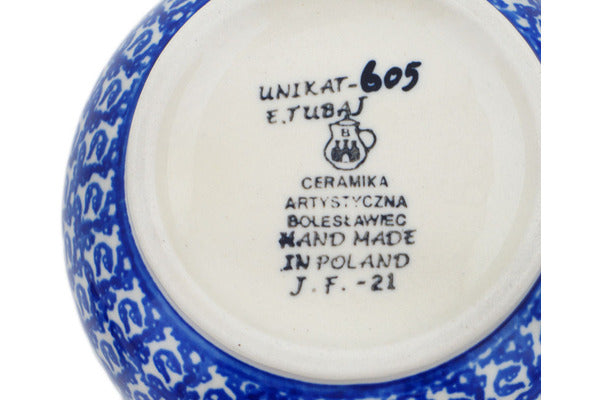 UNIKAT-605
E.TUBAJ
B
CERAMIKA
ARTYSTYCZNA
BOLESŁAWIEC
HAND MADE
IN POLAND
J.F.-21